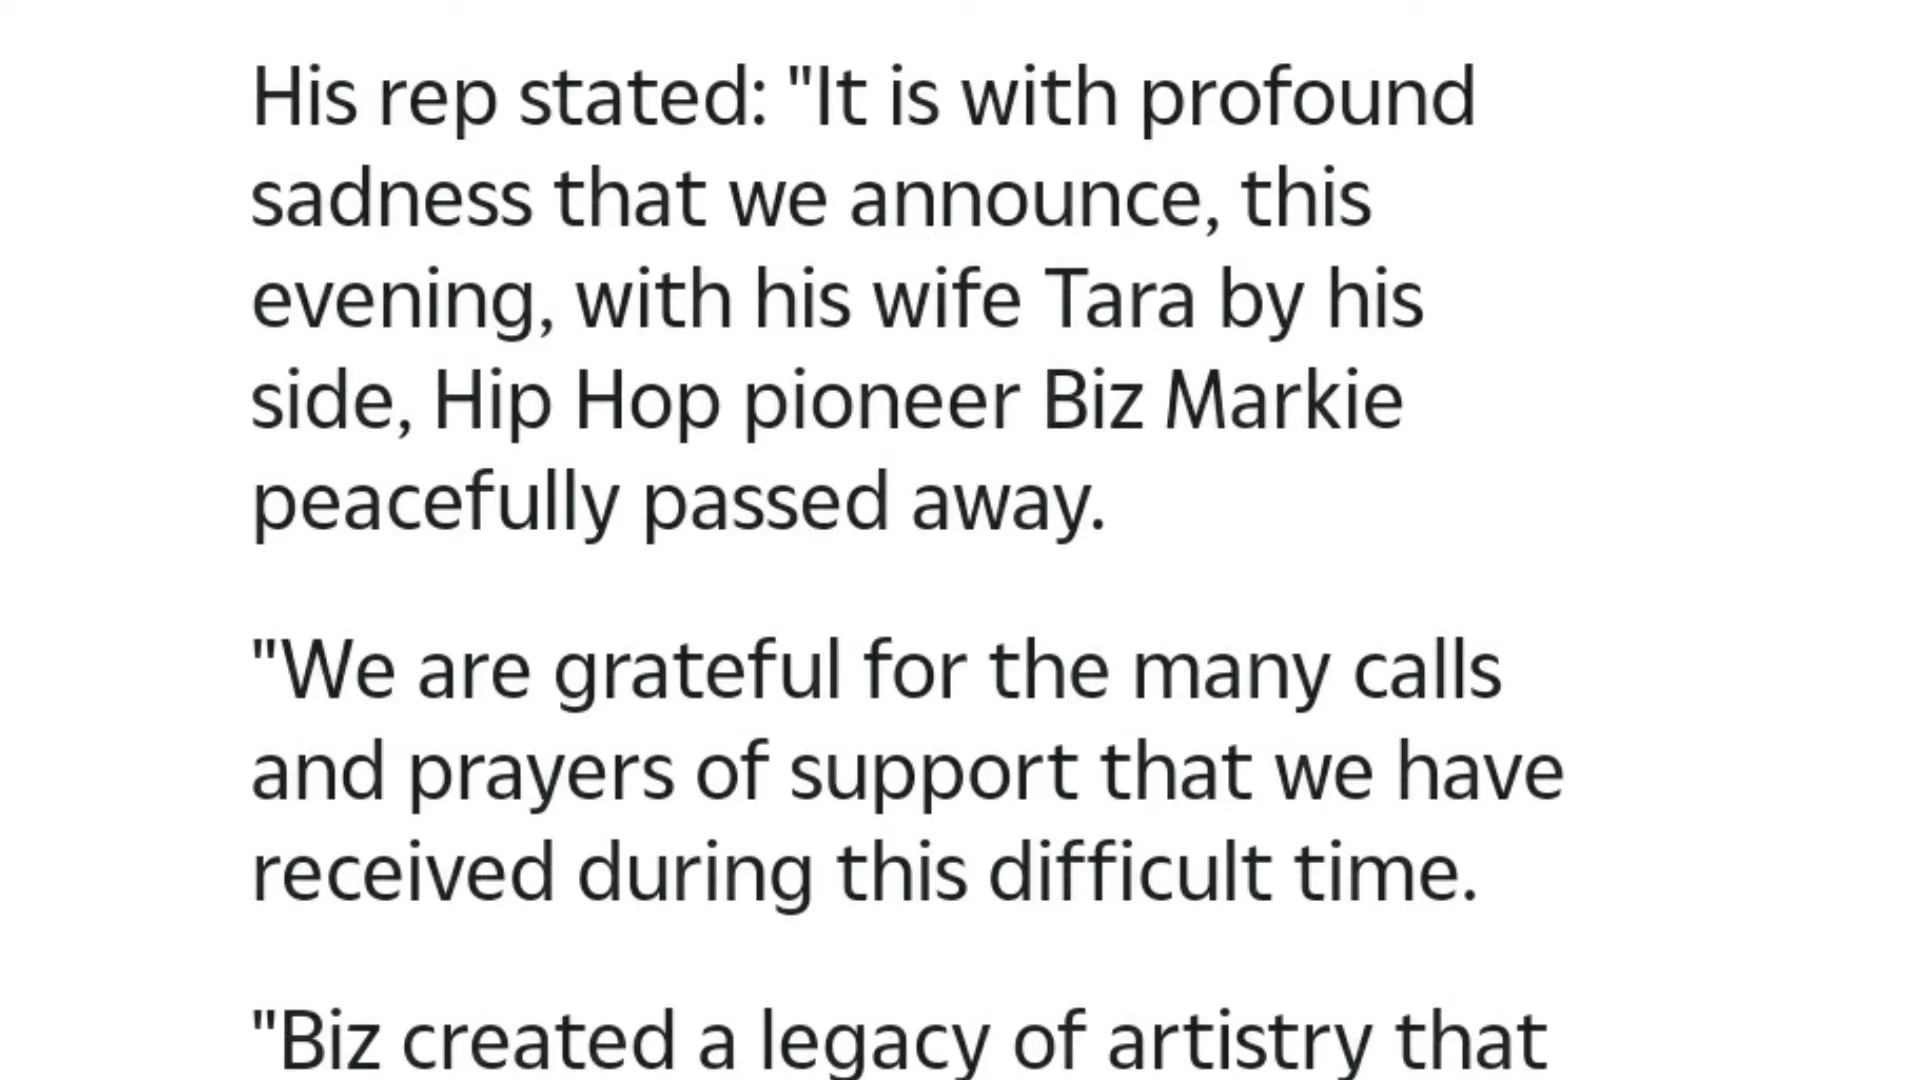 His rep stated: "It is with profound
sadness that we announce, this
evening, with his wife Tara by his
side, Hip Hop pioneer Biz Markie
peacefully passed away.
"We are grateful for the many calls
and prayers of support that we have
received during this difficult time.
"Biz created a legacy of artistry that